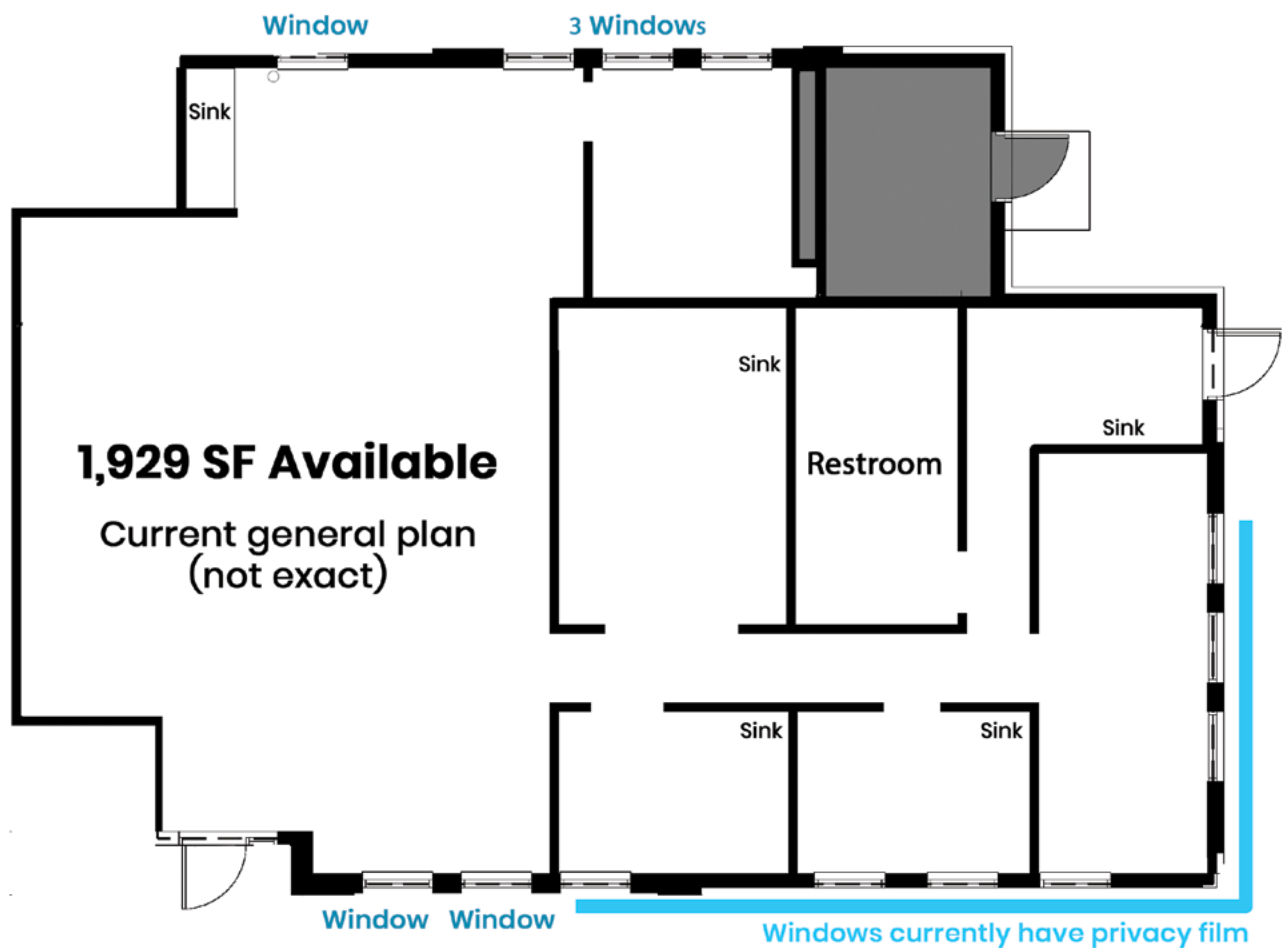 Window
3 Windows
Sink
Sink
Sink
1,929 SF Available
Restroom
Current general plan
(not exact)
Sink
Sink
Window
Window
Windows currently have privacy film